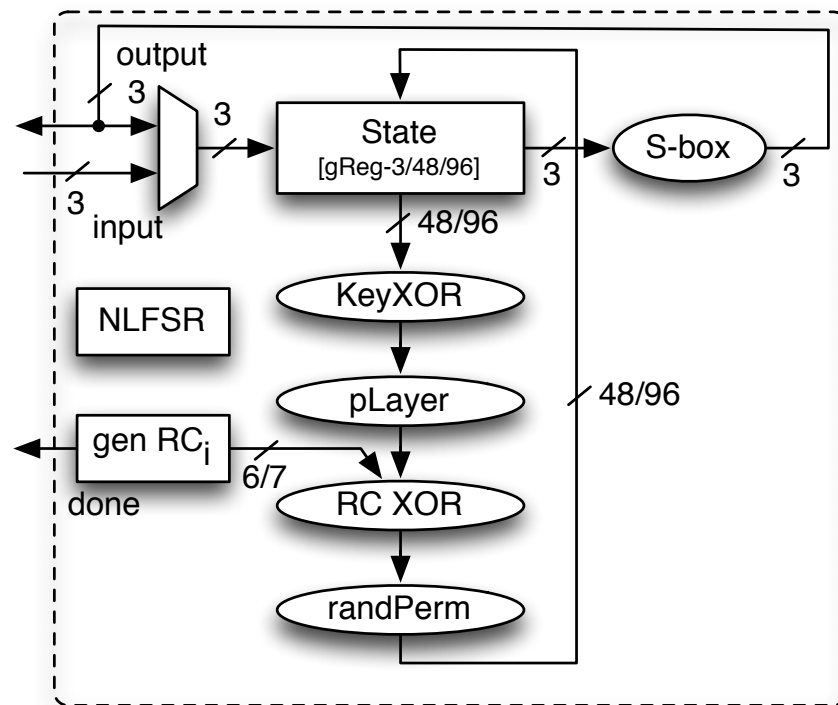 output
3
3
State
[gReg-3/48/96]
3
S-box
3
3
input
48/96
KeyXOR
NLFSR
pLayer
48/96
gen RCi
6/7
done
RC XOR
randPerm